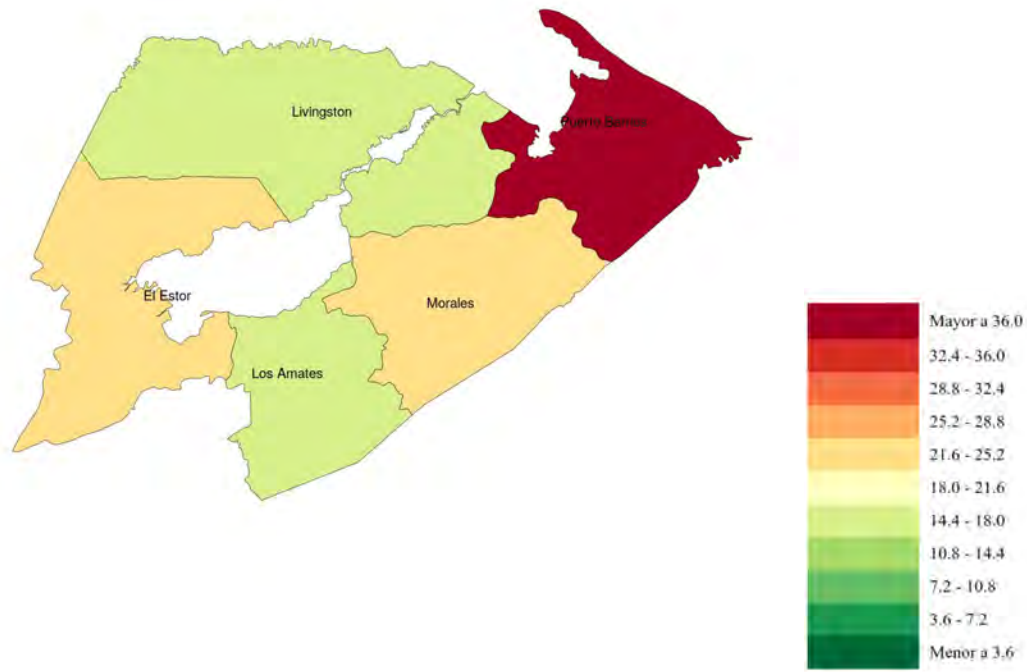 Livingston
Puerto Barrios
El Estor
Morales
Los Amates
Mayor a 36.0
32.4 - 36.0
28.8 - 32.4
25.2 - 28.8
21.6 - 25.2
18.0 - 21.6
14.4 - 18.0
10.8 - 14.4
7.2 - 10.8
3.6 - 7.2
Menor a 3.6